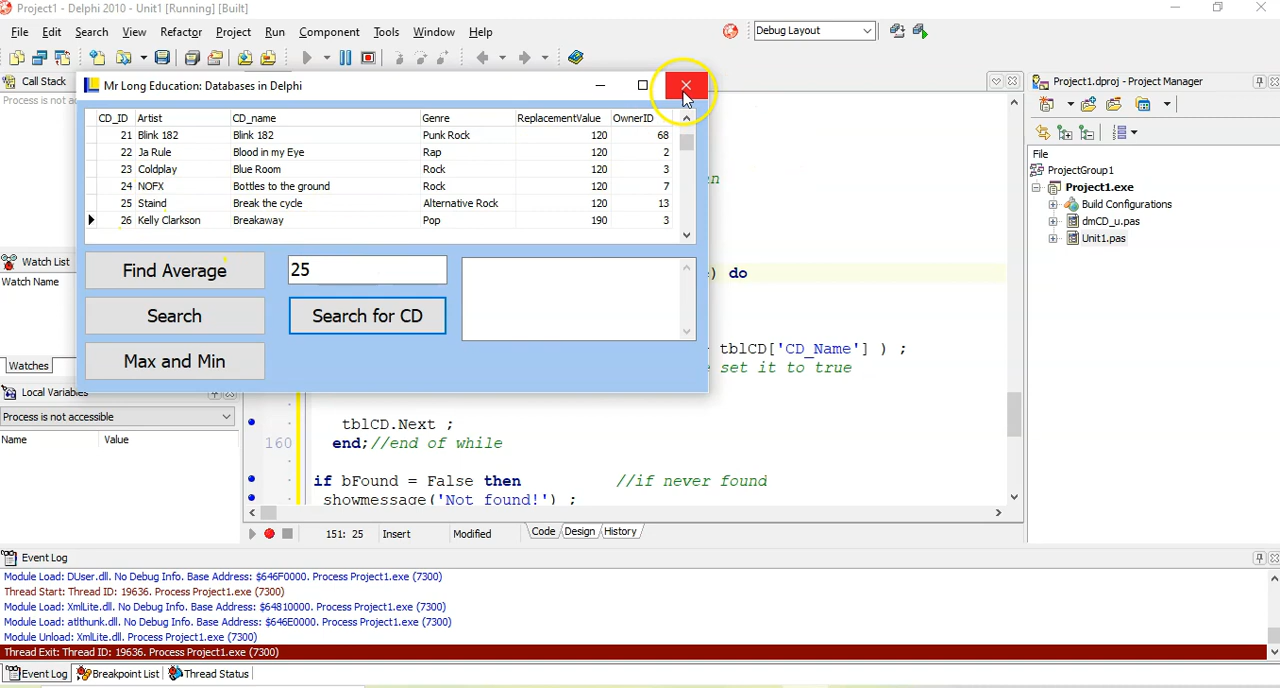 Project1 - Delphi 2010 - Unit1 [Running] [Built]
File Edit Search View Refactor Project Run Component Tools Window Help
Debug Layout
Call Stack
Process is not a
Mr Long Education: Databases in Delphi
Project1.dproj - Project Manager
CD_ID Artist CD_name Genre ReplacementValue OwnerID
21 Blink 182 Blink 182 Punk Rock 120 68
22 Ja Rule Blood in my Eye Rap 120 2
23 Coldplay Blue Room Rock 120 3
24 NOFX Bottles to the ground Rock 120 7
25 Staind Break the cycle Alternative Rock 120 13
26 Kelly Clarkson Breakaway Pop 190 3
File
ProjectGroup1
Project1.exe
Build Configurations
dmCD_u.pas
Unit1.pas
Watch List
Watch Name
Watches
Find Average
25
Search
Search for CD
Max and Min
) do
tblCD['CD_Name'] ) ;
set it to true
Local Variables
Process is not accessible
Name Value
tblCD.Next ;
160 end;//end of while
if bFound = False then //if never found
showmessage('Not found!') ;
151: 25 Insert Modified Code Design History
Event Log
Module Load: DUser.dll. No Debug Info. Base Address: $646F0000. Process Project1.exe (7300)
Thread Start: Thread ID: 19636. Process Project1.exe (7300)
Module Load: XmlLite.dll. No Debug Info. Base Address: $64810000. Process Project1.exe (7300)
Module Load: atlthunk.dll. No Debug Info. Base Address: $646E0000. Process Project1.exe (7300)
Module Unload: XmlLite.dll. Process Project1.exe (7300)
Thread Exit: Thread ID: 19636. Process Project1.exe (7300)
Event Log Breakpoint List Thread Status